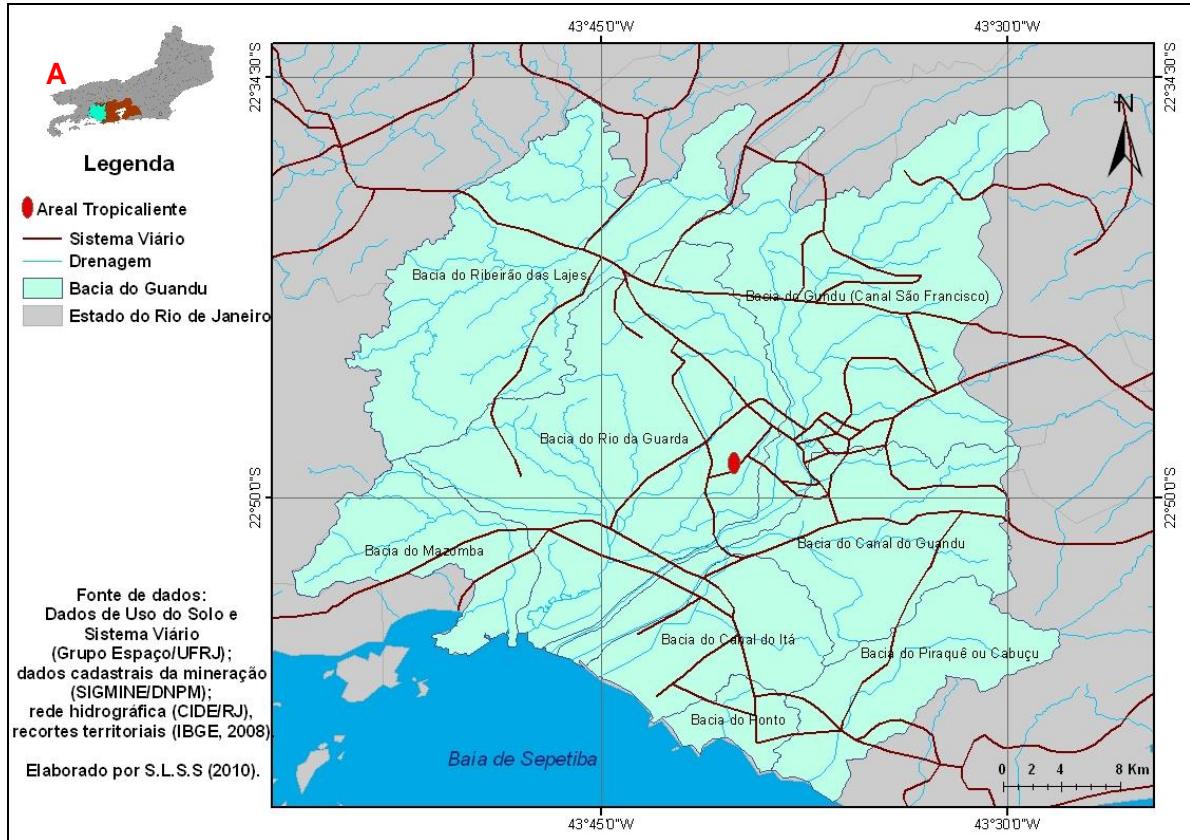 43°45'0"W
43°30'0"W
22°34'30"S
22°34'30"S
A
N
Legenda
Areal Tropicaliente
Sistema Viário
Drenagem
Bacia do Guandu
Estado do Rio de Janeiro
Bacia do Ribeirão das Lajes
Bacia do Gundu (Canal São Francisco)
Bacia do Rio da Guarda
22°50'0"S
22°50'0"S
Bacia do Mazomba
Bacia do Canal do Guandu
Bacia do Canal do Itá
Bacia do Piraquê ou Cabuçu
Bacia do Ponto
Baia de Sepetiba
0 2 4 8 Km
Fonte de dados:
Dados de Uso do Solo e
Sistema Viário
(Grupo Espaço/UFRJ);
dados cadastrais da mineração
(SIGMINE/DNPM);
rede hidrográfica (CIDE/RJ),
recortes territoriais (IBGE, 2008).
Elaborado por S.L.S.S (2010).
43°45'0"W
43°30'0"W